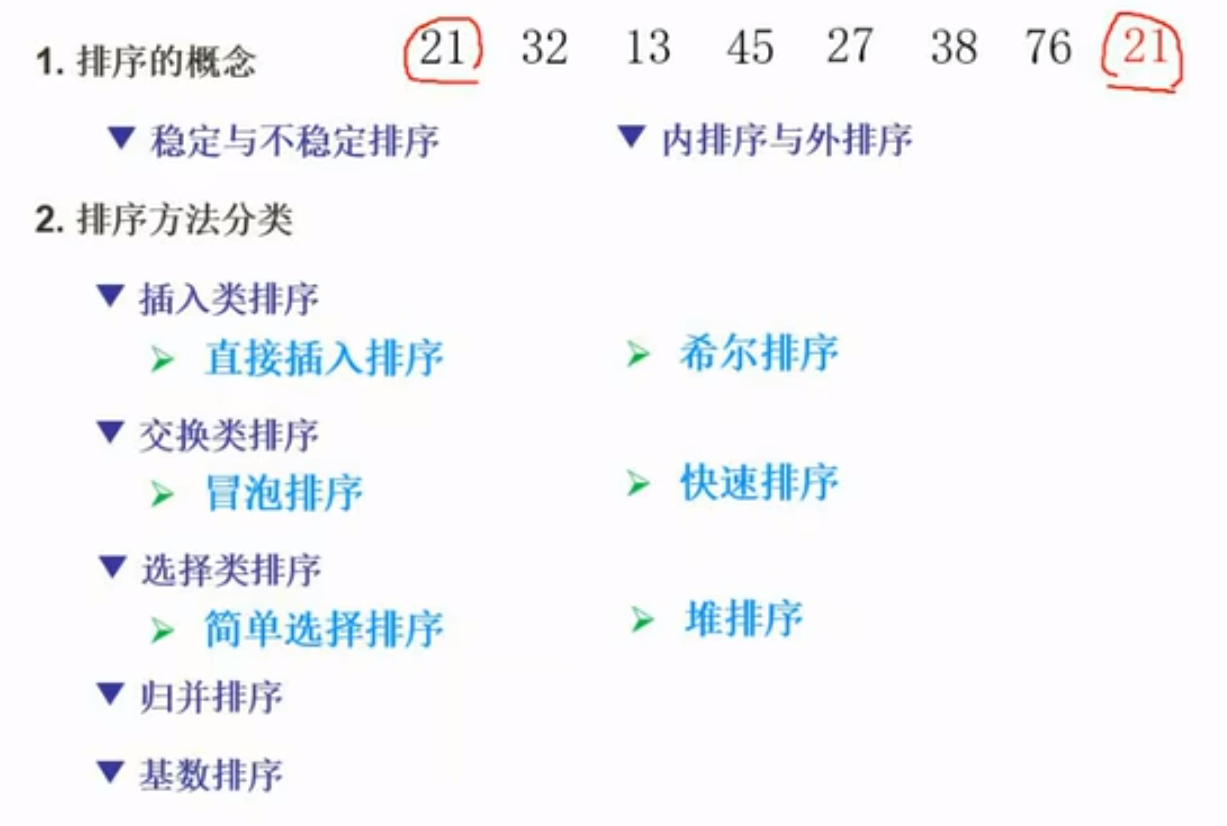 1. 排序的概念 21 32 13 45 27 38 76 21
▼ 稳定与不稳定排序 ▼ 内排序与外排序
2. 排序方法分类
▼ 插入类排序
➢ 直接插入排序 ➢ 希尔排序
▼ 交换类排序
➢ 冒泡排序 ➢ 快速排序
▼ 选择类排序
➢ 简单选择排序 ➢ 堆排序
▼ 归并排序
▼ 基数排序